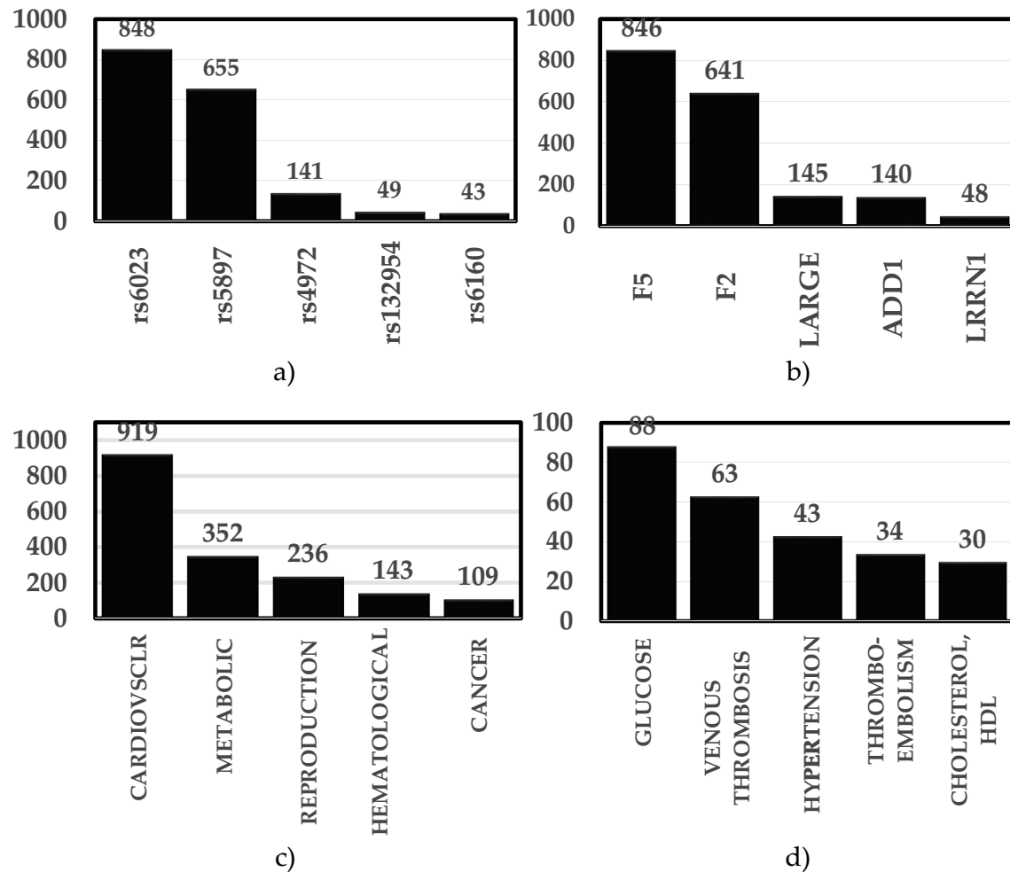 1000
800
600
400
200
0
848
655
141
49
43
rs6023
rs5897
rs4972
rs132954
rs6160
a)
1000
800
600
400
200
0
846
641
145
140
48
F5
F2
LARGE
ADD1
LRRN1
b)
1000
800
600
400
200
0
919
352
236
143
109
CARDIOVSCLR
METABOLIC
REPRODUCTION
HEMATOLOGICAL
CANCER
c)
100
80
60
40
20
0
88
63
43
34
30
GLUCOSE
VENOUS
THROMBOSIS
HYPERTENSION
THROMBO-
EMBOLISM
CHOLESTEROL,
HDL
d)